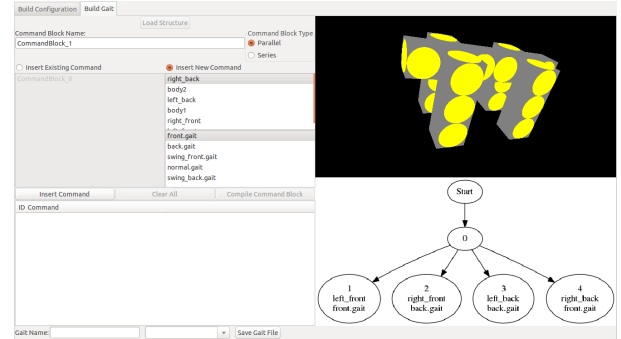 Build Configuration Build Gait
Load Structure
Command Block Name: Command Block Type
CommandBlock_1 Parallel
Series
Insert Existing Command Insert New Command
CommandBlock_0 right_back
body2
left_back
body1
right_front
front.gait
back.gait
swing_front.gait
normal.gait
swing_back.gait
Insert Command Clear All Compile Command Block
ID Command
Gait Name: Save Gait File
Start
0
1 2 3 4
left_front right_front left_back right_back
front.gait back.gait back.gait front.gait